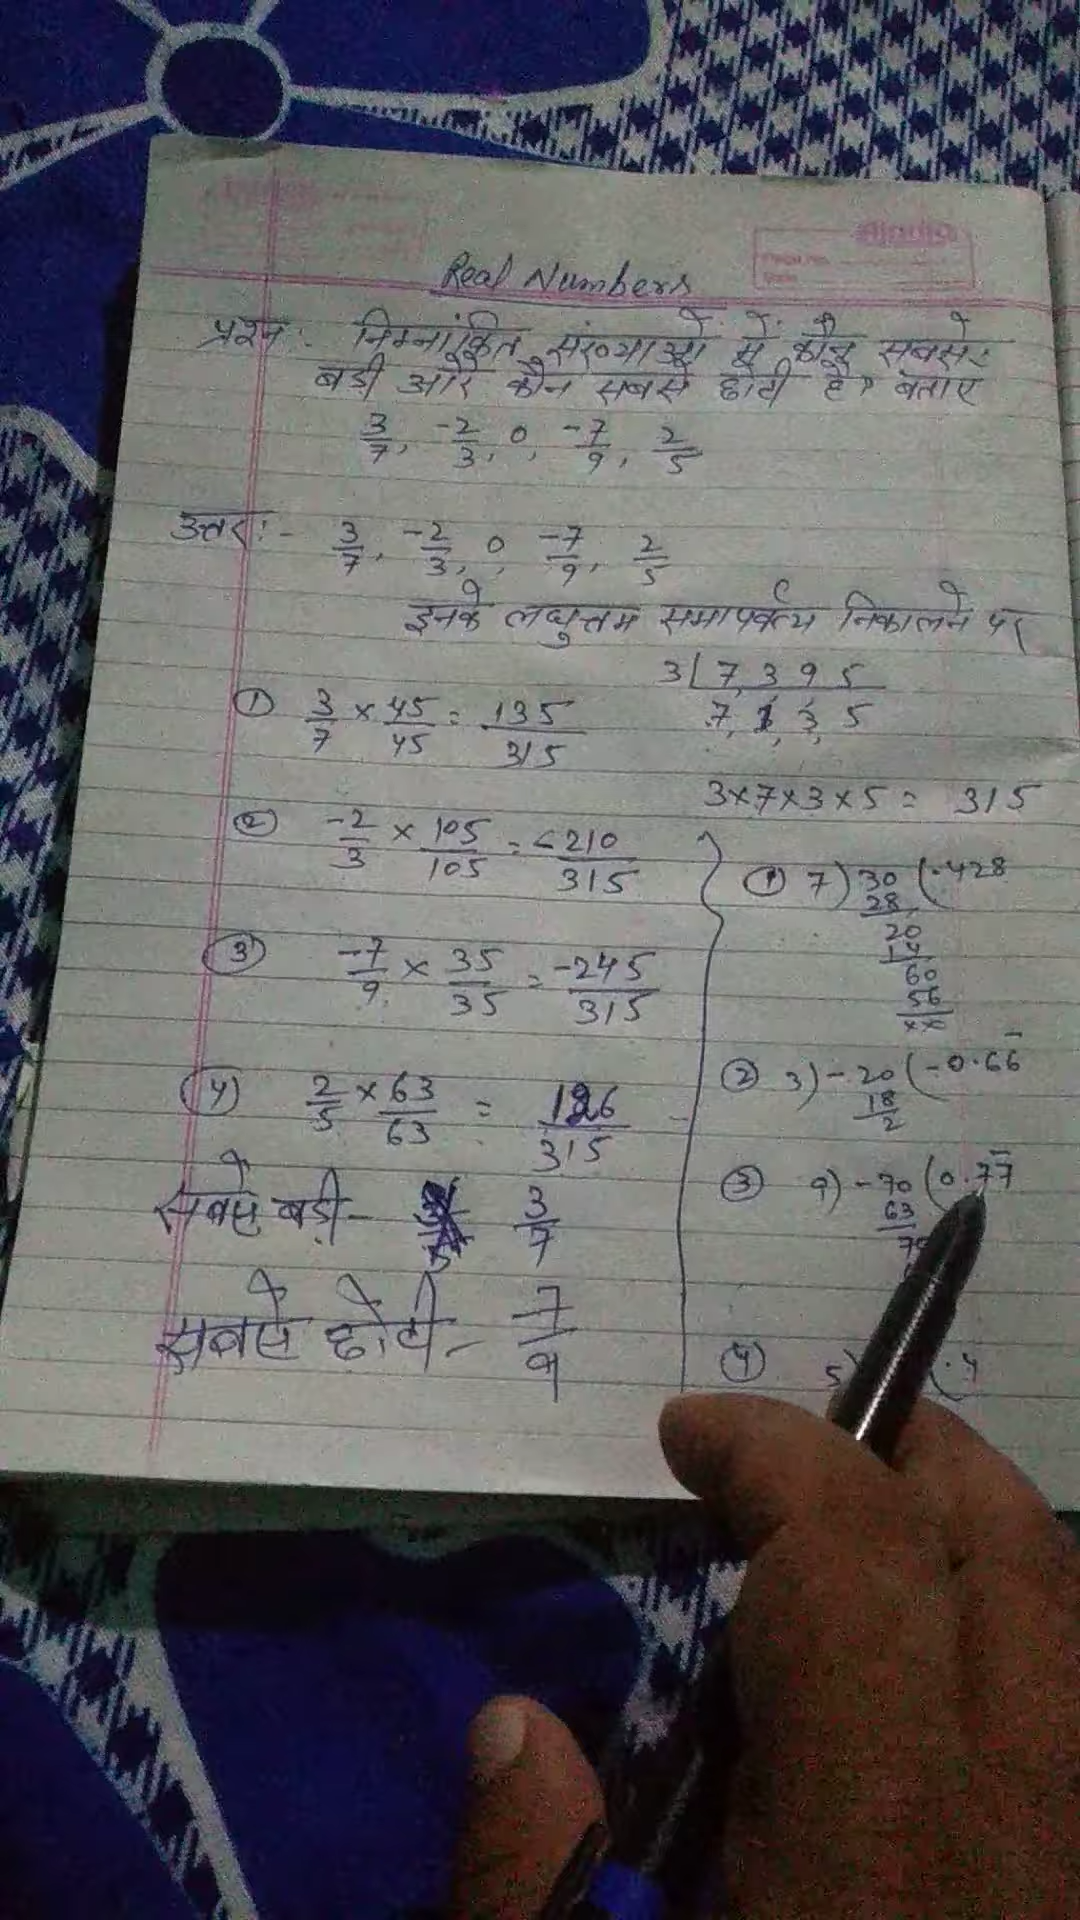 Real Numbers
प्रश्न:- निम्नांकित संख्याओं में कौन सबसे
बड़ी और कौन सबसे छोटी है? बताए
3/7, -2/3, 0, -7/9, 2/5
उत्तर:- 3/7, -2/3, 0, -7/9, 2/5
इनके लघुत्तम समापर्वत्य निकालने पर
3 | 7, 3 9 5
7, 1, 3, 5
3×7×3×5 = 315
① 3/7 × 45/45 = 135/315
② -2/3 × 105/105 = -210/315
③ -7/9 × 35/35 = -245/315
④ 2/5 × 63/63 = 126/315
सबसे बड़ी - 3/7
सबसे छोटी - 7/9
① 7) 30 (.428
28
20
14
60
56
××
② 3) -20 (-0.66
18
2
③ 9) -70 (0.77
63
④ 5) (.4